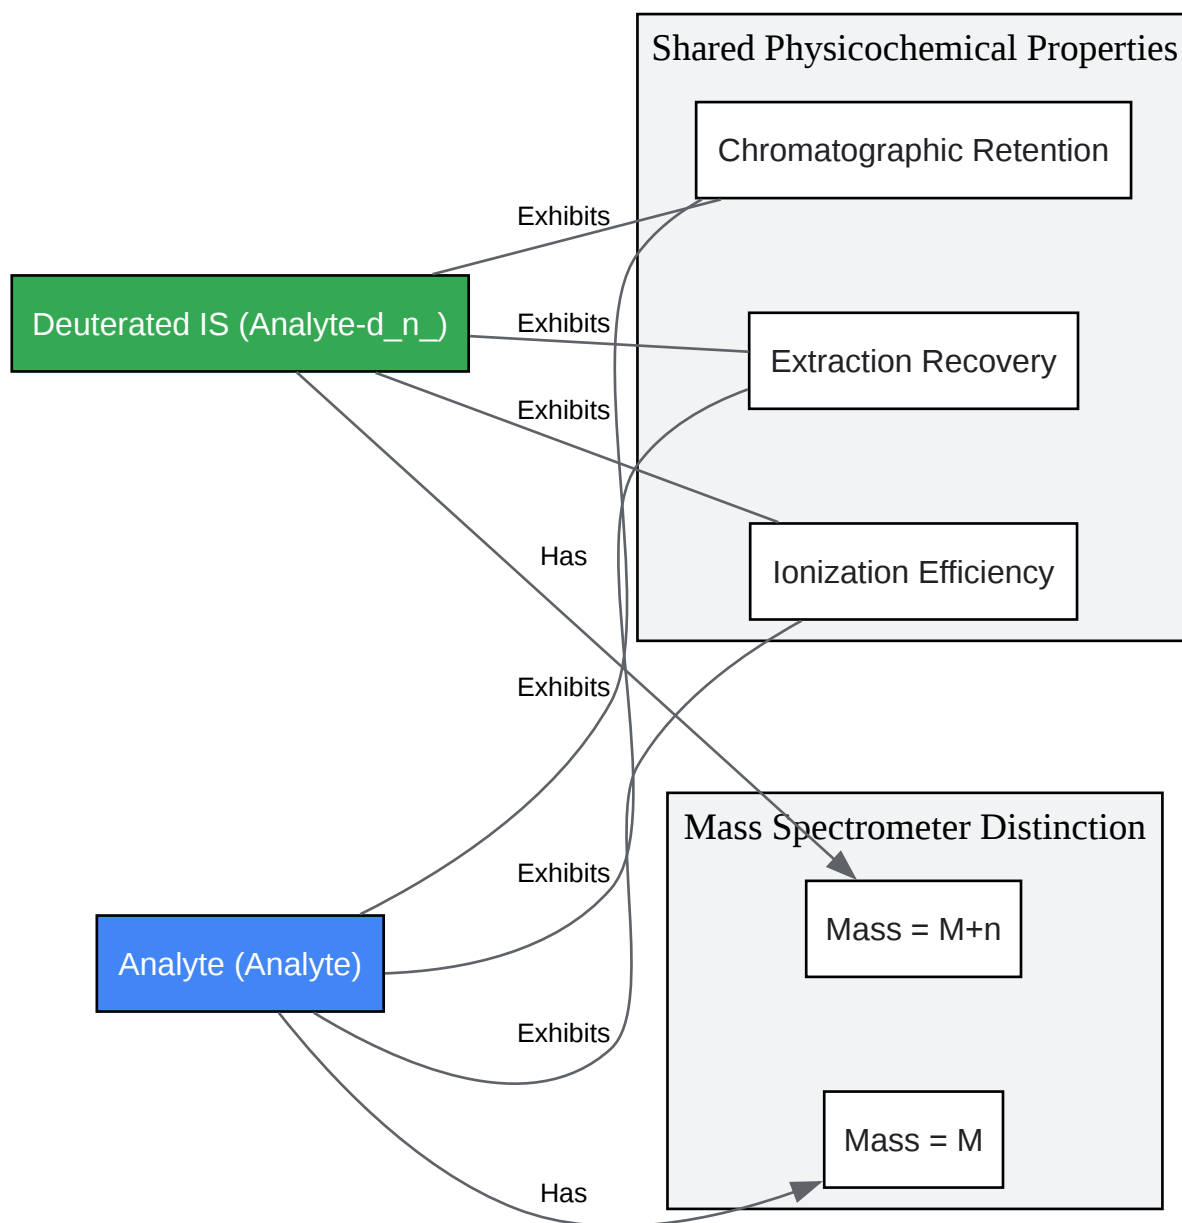 Shared Physicochemical Properties
Chromatographic Retention
Exhibits
Deuterated IS (Analyte-d_n_)
Exhibits
Extraction Recovery
Exhibits
Has
Ionization Efficiency
Exhibits
Mass Spectrometer Distinction
Exhibits
Mass = M+n
Analyte (Analyte)
Exhibits
Mass = M
Has